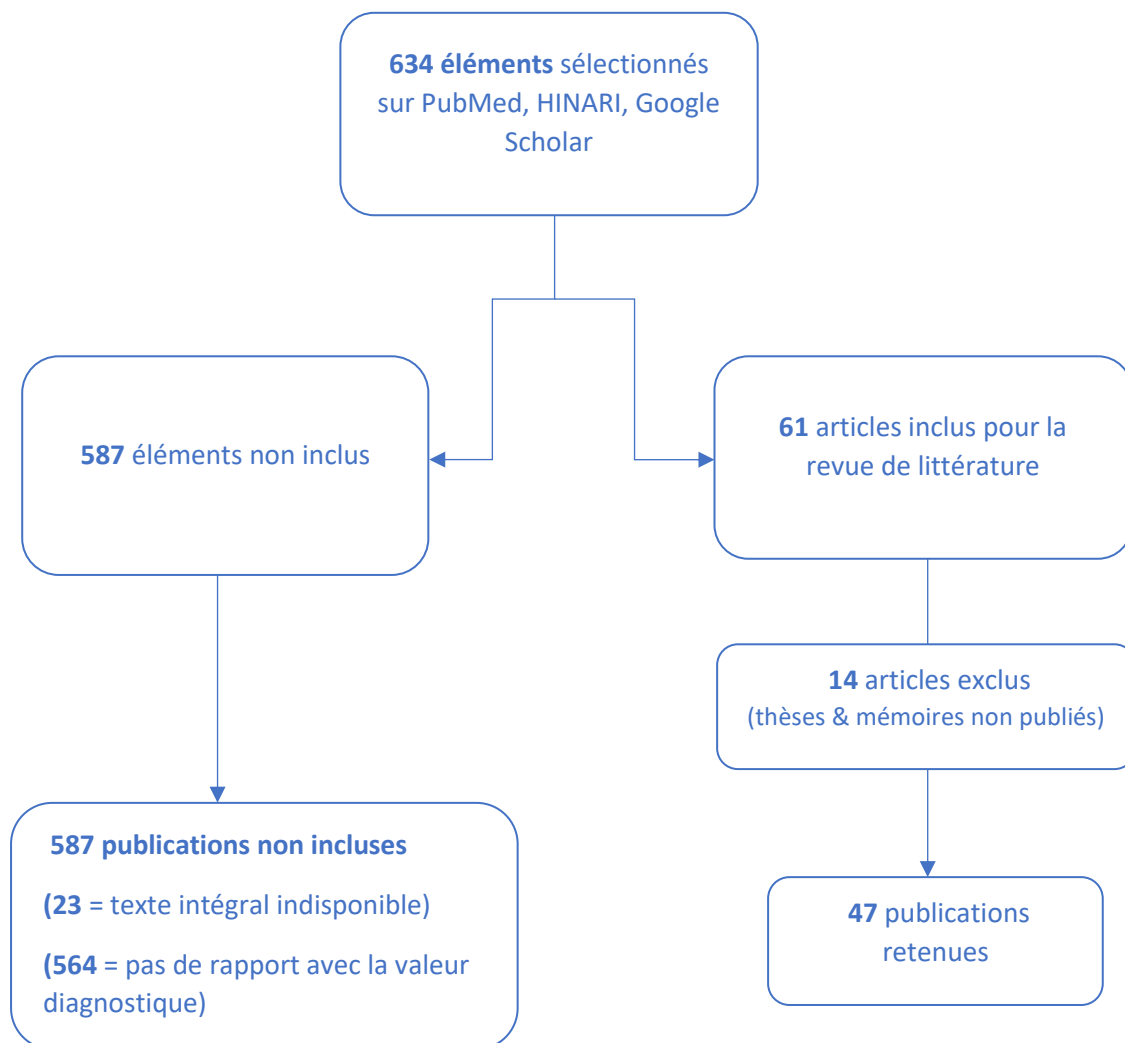 634 éléments sélectionnés
sur PubMed, HINARI, Google
Scholar
587 éléments non inclus
61 articles inclus pour la
revue de littérature
14 articles exclus
(thèses & mémoires non publiés)
587 publications non incluses
(23 = texte intégral indisponible)
(564 = pas de rapport avec la valeur
diagnostique)
47 publications
retenues